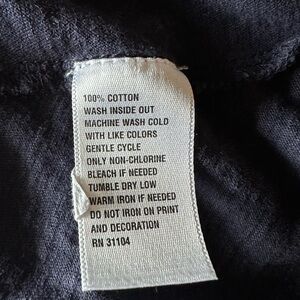 100% COTTON
WASH INSIDE OUT
MACHINE WASH COLD
WITH LIKE COLORS
GENTLE CYCLE
ONLY NON-CHLORINE
BLEACH IF NEEDED
TUMBLE DRY LOW
WARM IRON IF NEEDED
DO NOT IRON ON PRINT
AND DECORATION
RN 31104